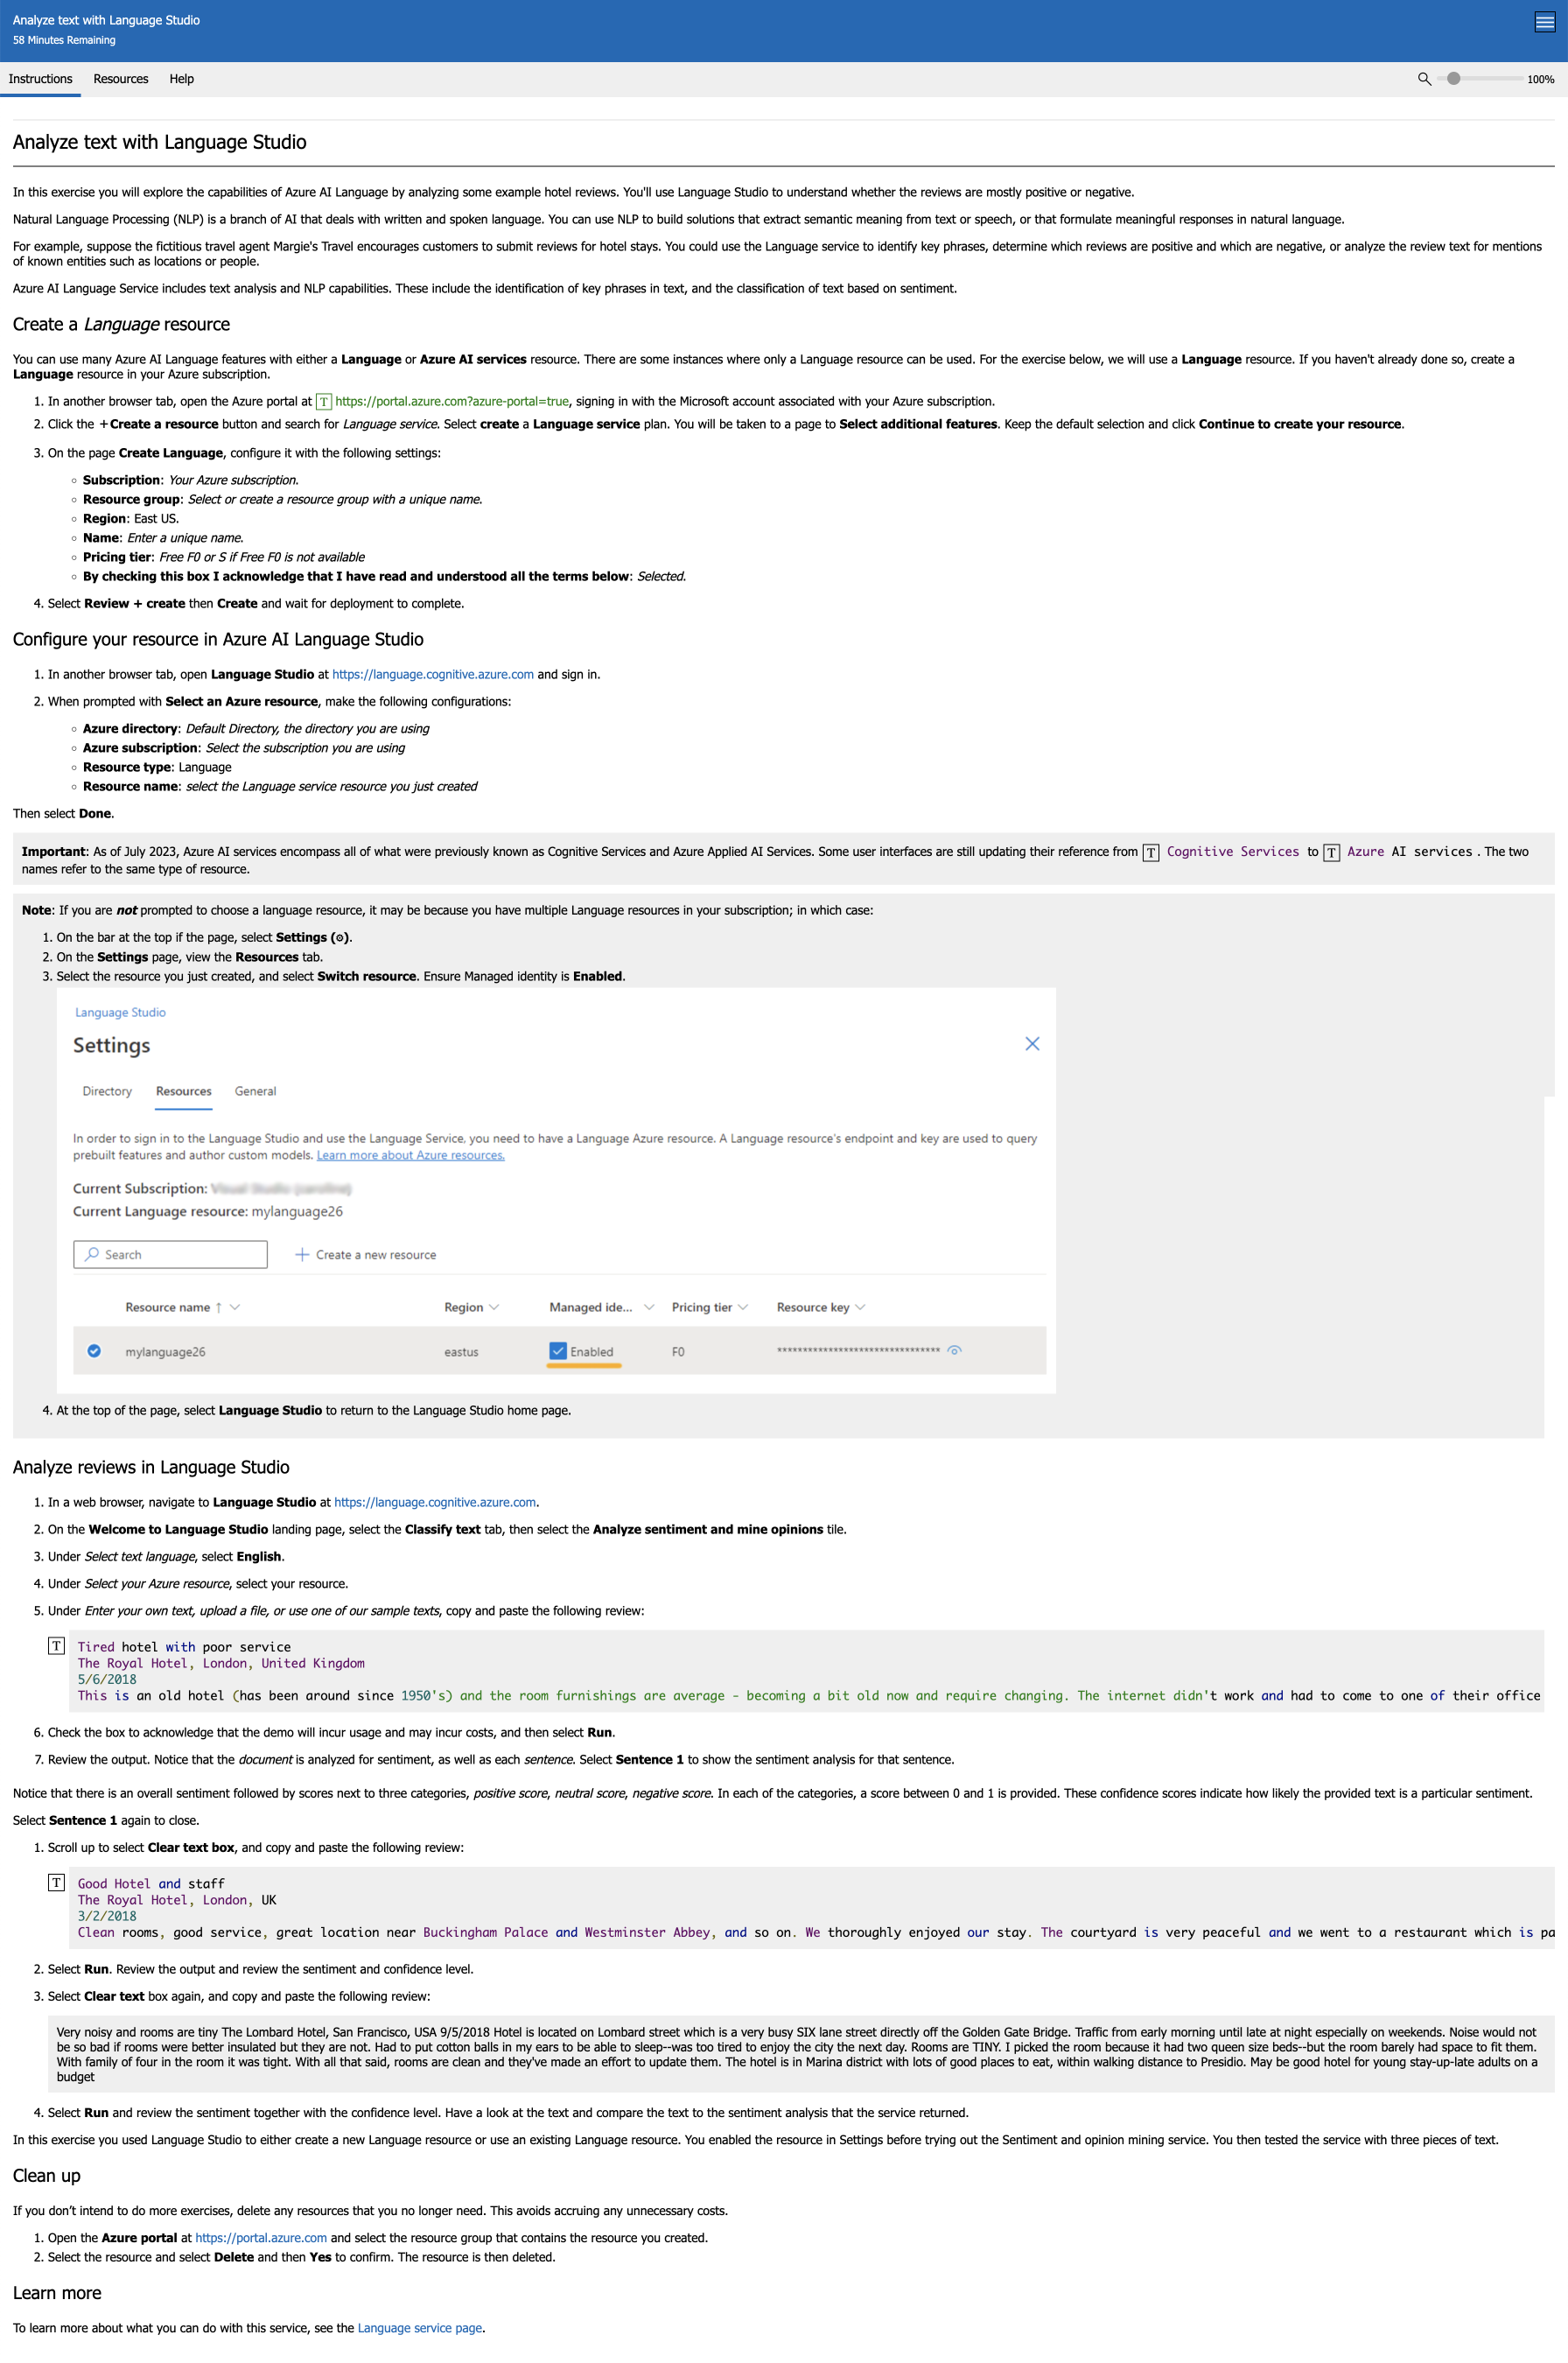 Analyze text with Language Studio
58 Minutes Remaining
Instructions Resources Help
100%
Analyze text with Language Studio
In this exercise you will explore the capabilities of Azure AI Language by analyzing some example hotel reviews. You'll use Language Studio to understand whether the reviews are mostly positive or negative.
Natural Language Processing (NLP) is a branch of AI that deals with written and spoken language. You can use NLP to build solutions that extract semantic meaning from text or speech, or that formulate meaningful responses in natural language.
For example, suppose the fictitious travel agent Margie's Travel encourages customers to submit reviews for hotel stays. You could use the Language service to identify key phrases, determine which reviews are positive and which are negative, or analyze the review text for mentions
of known entities such as locations or people.
Azure AI Language Service includes text analysis and NLP capabilities. These include the identification of key phrases in text, and the classification of text based on sentiment.
Create a Language resource
You can use many Azure AI Language features with either a Language or Azure AI services resource. There are some instances where only a Language resource can be used. For the exercise below, we will use a Language resource. If you haven't already done so, create a
Language resource in your Azure subscription.
1. In another browser tab, open the Azure portal at T https://portal.azure.com?azure-portal=true, signing in with the Microsoft account associated with your Azure subscription.
2. Click the +Create a resource button and search for Language service. Select create a Language service plan. You will be taken to a page to Select additional features. Keep the default selection and click Continue to create your resource.
3. On the page Create Language, configure it with the following settings:
◦ Subscription: Your Azure subscription.
◦ Resource group: Select or create a resource group with a unique name.
◦ Region: East US.
◦ Name: Enter a unique name.
◦ Pricing tier: Free F0 or S if Free F0 is not available
◦ By checking this box I acknowledge that I have read and understood all the terms below: Selected.
4. Select Review + create then Create and wait for deployment to complete.
Configure your resource in Azure AI Language Studio
1. In another browser tab, open Language Studio at https://language.cognitive.azure.com and sign in.
2. When prompted with Select an Azure resource, make the following configurations:
◦ Azure directory: Default Directory, the directory you are using
◦ Azure subscription: Select the subscription you are using
◦ Resource type: Language
◦ Resource name: select the Language service resource you just created
Then select Done.
Important: As of July 2023, Azure AI services encompass all of what were previously known as Cognitive Services and Azure Applied AI Services. Some user interfaces are still updating their reference from T Cognitive Services to T Azure AI services . The two
names refer to the same type of resource.
Note: If you are not prompted to choose a language resource, it may be because you have multiple Language resources in your subscription; in which case:
1. On the bar at the top if the page, select Settings (⚙).
2. On the Settings page, view the Resources tab.
3. Select the resource you just created, and select Switch resource. Ensure Managed identity is Enabled.
Language Studio
Settings
Directory Resources General
In order to sign in to the Language Studio and use the Language Service, you need to have a Language Azure resource. A Language resource's endpoint and key are used to query
prebuilt features and author custom models. Learn more about Azure resources.
Current Subscription:
Current Language resource: mylanguage26
Search + Create a new resource
Resource name ↑ Region Managed ide... Pricing tier Resource key
mylanguage26 eastus Enabled F0 ********************************
4. At the top of the page, select Language Studio to return to the Language Studio home page.
Analyze reviews in Language Studio
1. In a web browser, navigate to Language Studio at https://language.cognitive.azure.com.
2. On the Welcome to Language Studio landing page, select the Classify text tab, then select the Analyze sentiment and mine opinions tile.
3. Under Select text language, select English.
4. Under Select your Azure resource, select your resource.
5. Under Enter your own text, upload a file, or use one of our sample texts, copy and paste the following review:
T Tired hotel with poor service
The Royal Hotel, London, United Kingdom
5/6/2018
This is an old hotel (has been around since 1950's) and the room furnishings are average - becoming a bit old now and require changing. The internet didn't work and had to come to one of their office
6. Check the box to acknowledge that the demo will incur usage and may incur costs, and then select Run.
7. Review the output. Notice that the document is analyzed for sentiment, as well as each sentence. Select Sentence 1 to show the sentiment analysis for that sentence.
Notice that there is an overall sentiment followed by scores next to three categories, positive score, neutral score, negative score. In each of the categories, a score between 0 and 1 is provided. These confidence scores indicate how likely the provided text is a particular sentiment.
Select Sentence 1 again to close.
1. Scroll up to select Clear text box, and copy and paste the following review:
T Good Hotel and staff
The Royal Hotel, London, UK
3/2/2018
Clean rooms, good service, great location near Buckingham Palace and Westminster Abbey, and so on. We thoroughly enjoyed our stay. The courtyard is very peaceful and we went to a restaurant which is pa
2. Select Run. Review the output and review the sentiment and confidence level.
3. Select Clear text box again, and copy and paste the following review:
Very noisy and rooms are tiny The Lombard Hotel, San Francisco, USA 9/5/2018 Hotel is located on Lombard street which is a very busy SIX lane street directly off the Golden Gate Bridge. Traffic from early morning until late at night especially on weekends. Noise would not
be so bad if rooms were better insulated but they are not. Had to put cotton balls in my ears to be able to sleep--was too tired to enjoy the city the next day. Rooms are TINY. I picked the room because it had two queen size beds--but the room barely had space to fit them.
With family of four in the room it was tight. With all that said, rooms are clean and they've made an effort to update them. The hotel is in Marina district with lots of good places to eat, within walking distance to Presidio. May be good hotel for young stay-up-late adults on a
budget
4. Select Run and review the sentiment together with the confidence level. Have a look at the text and compare the text to the sentiment analysis that the service returned.
In this exercise you used Language Studio to either create a new Language resource or use an existing Language resource. You enabled the resource in Settings before trying out the Sentiment and opinion mining service. You then tested the service with three pieces of text.
Clean up
If you don't intend to do more exercises, delete any resources that you no longer need. This avoids accruing any unnecessary costs.
1. Open the Azure portal at https://portal.azure.com and select the resource group that contains the resource you created.
2. Select the resource and select Delete and then Yes to confirm. The resource is then deleted.
Learn more
To learn more about what you can do with this service, see the Language service page.